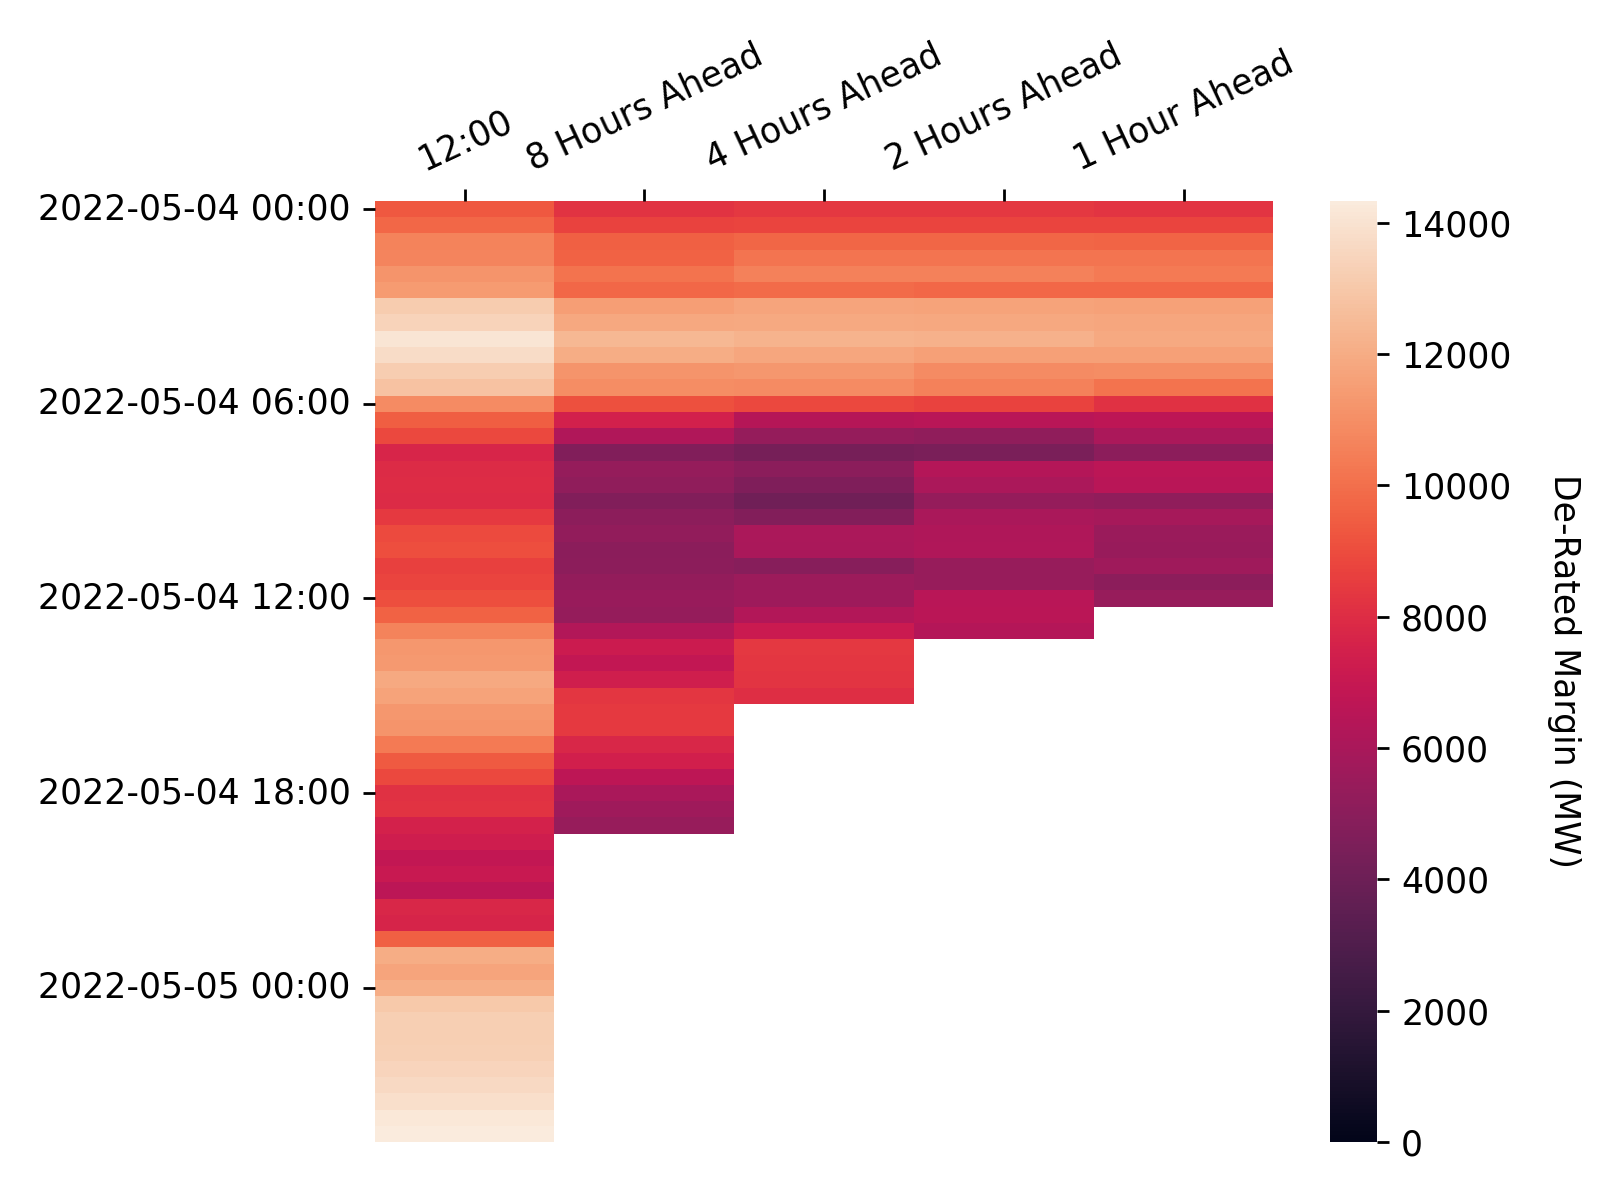 12:00
8 Hours Ahead
4 Hours Ahead
2 Hours Ahead
1 Hour Ahead
2022-05-04 00:00
2022-05-04 06:00
2022-05-04 12:00
2022-05-04 18:00
2022-05-05 00:00
14000
12000
10000
8000
6000
4000
2000
0
De-Rated Margin (MW)